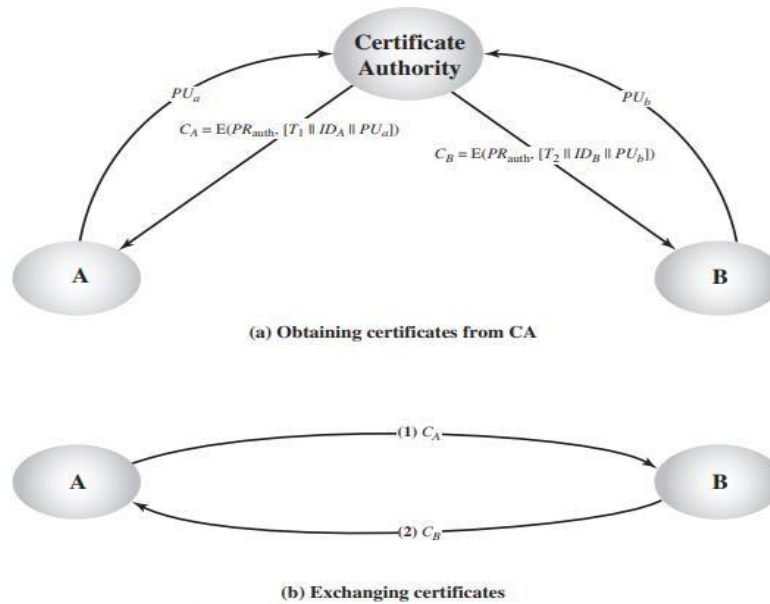 Certificate
Authority
PUa
PUb
CA = E(PRauth, [T1 || IDA || PUa])
CB = E(PRauth, [T2 || IDB || PUb])
A
B
(a) Obtaining certificates from CA
(1) CA
A
B
(2) CB
(b) Exchanging certificates